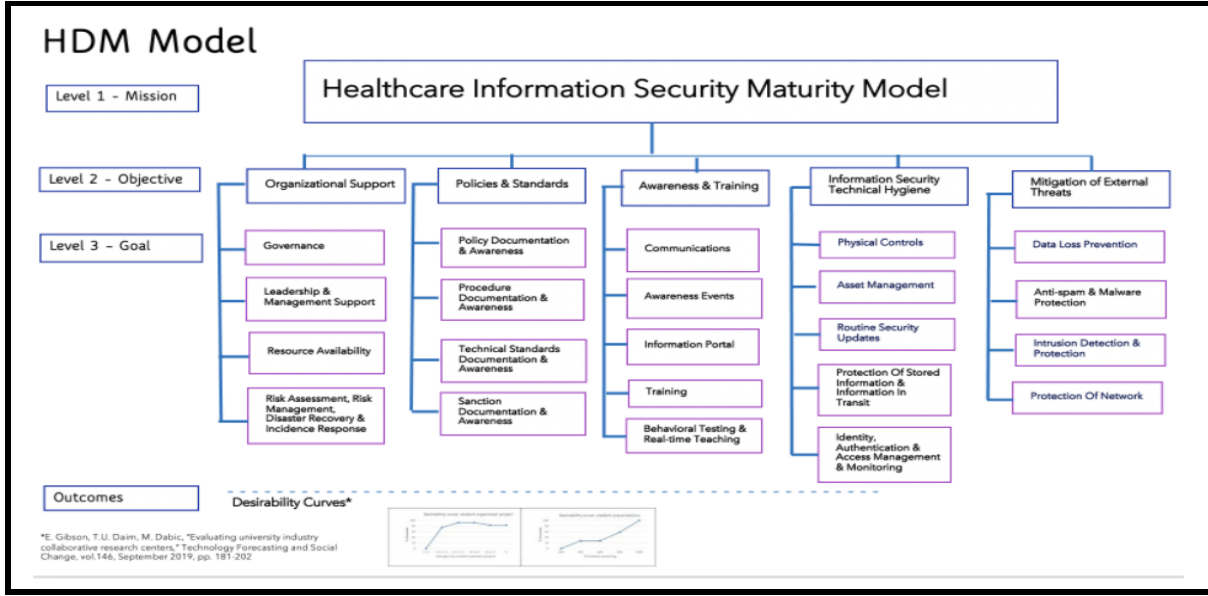 HDM Model
Level 1 - Mission
Healthcare Information Security Maturity Model
Level 2 - Objective
Organizational Support
Policies & Standards
Awareness & Training
Information Security
Technical Hygiene
Mitigation of External
Threats
Level 3 - Goal
Governance
Leadership &
Management Support
Resource Availability
Risk Assessment, Risk
Management,
Disaster Recovery &
Incidence Response
Policy Documentation
& Awareness
Procedure
Documentation &
Awareness
Technical Standards
Documentation &
Awareness
Sanction
Documentation &
Awareness
Communications
Awareness Events
Information Portal
Training
Behavioral Testing &
Real-time Teaching
Physical Controls
Asset Management
Routine Security
Updates
Protection Of Stored
Information &
Information In
Transit
Identity,
Authentication &
Access Management
& Monitoring
Data Loss Prevention
Anti-spam & Malware
Protection
Intrusion Detection &
Protection
Protection Of Network
Outcomes
Desirability Curves*
*E. Gibson, T.U. Daim, M. Dabic, "Evaluating university industry
collaborative research centers," Technology Forecasting and Social
Change, vol.146, September 2019, pp. 181-202